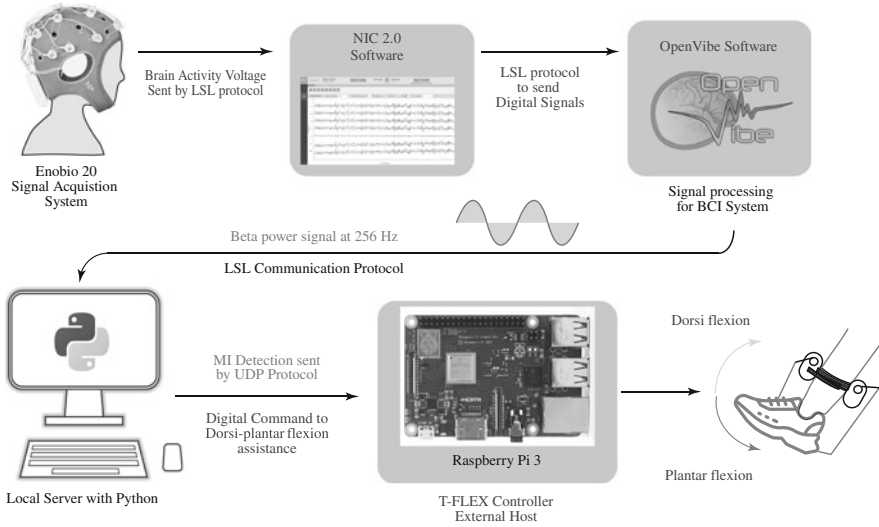 NIC 2.0
Software
OpenVibe Software
Brain Activity Voltage
Sent by LSL protocol
LSL protocol
to send
Digital Signals
Open
Vibe
Enobio 20
Signal Acquistion
System
Signal processing
for BCI System
Beta power signal at 256 Hz
LSL Communication Protocol
MI Detection sent
by UDP Protocol
Digital Command to
Dorsi-plantar flexion
assistance
HDMI
Raspberry Pi 3
Dorsi flexion
Plantar flexion
Local Server with Python
T-FLEX Controller
External Host